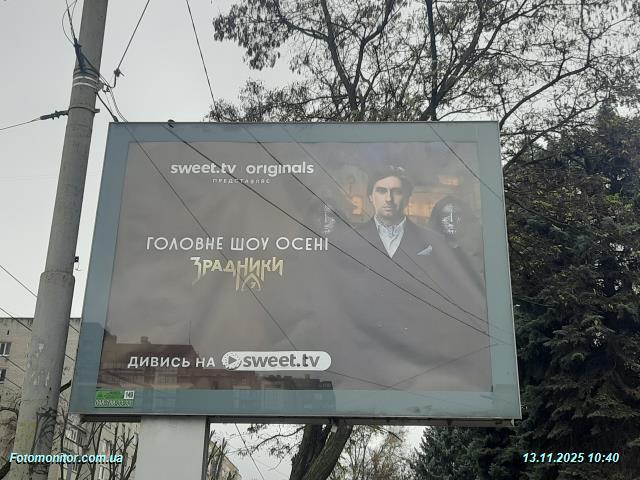 sweet.tv originals
ПРЕДСТАВЛЯЄ
ГОЛОВНЕ ШОУ ОСЕНІ
ЗРАДНИКИ
ДИВИСЬ НА sweet.tv
Fotomonitor.com.ua
13.11.2025 10:40